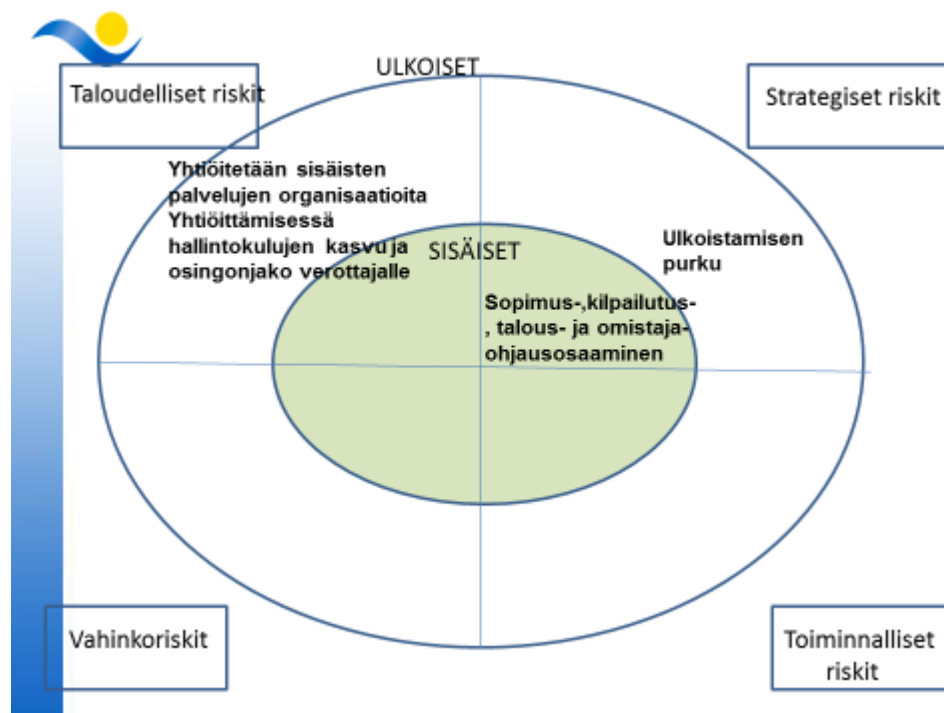 ULKOISET
Taloudelliset riskit
Strategiset riskit
Yhtiöitetään sisäisten
palvelujen organisaatioita
Yhtiöittämisessä
hallintokulujen kasvu ja
osingonjako verottajalle
SISÄISET
Ulkoistamisen
purku
Sopimus-,kilpailutus-
, talous- ja omistaja-
ohjausosaaminen
Vahinkoriskit
Toiminnalliset
riskit